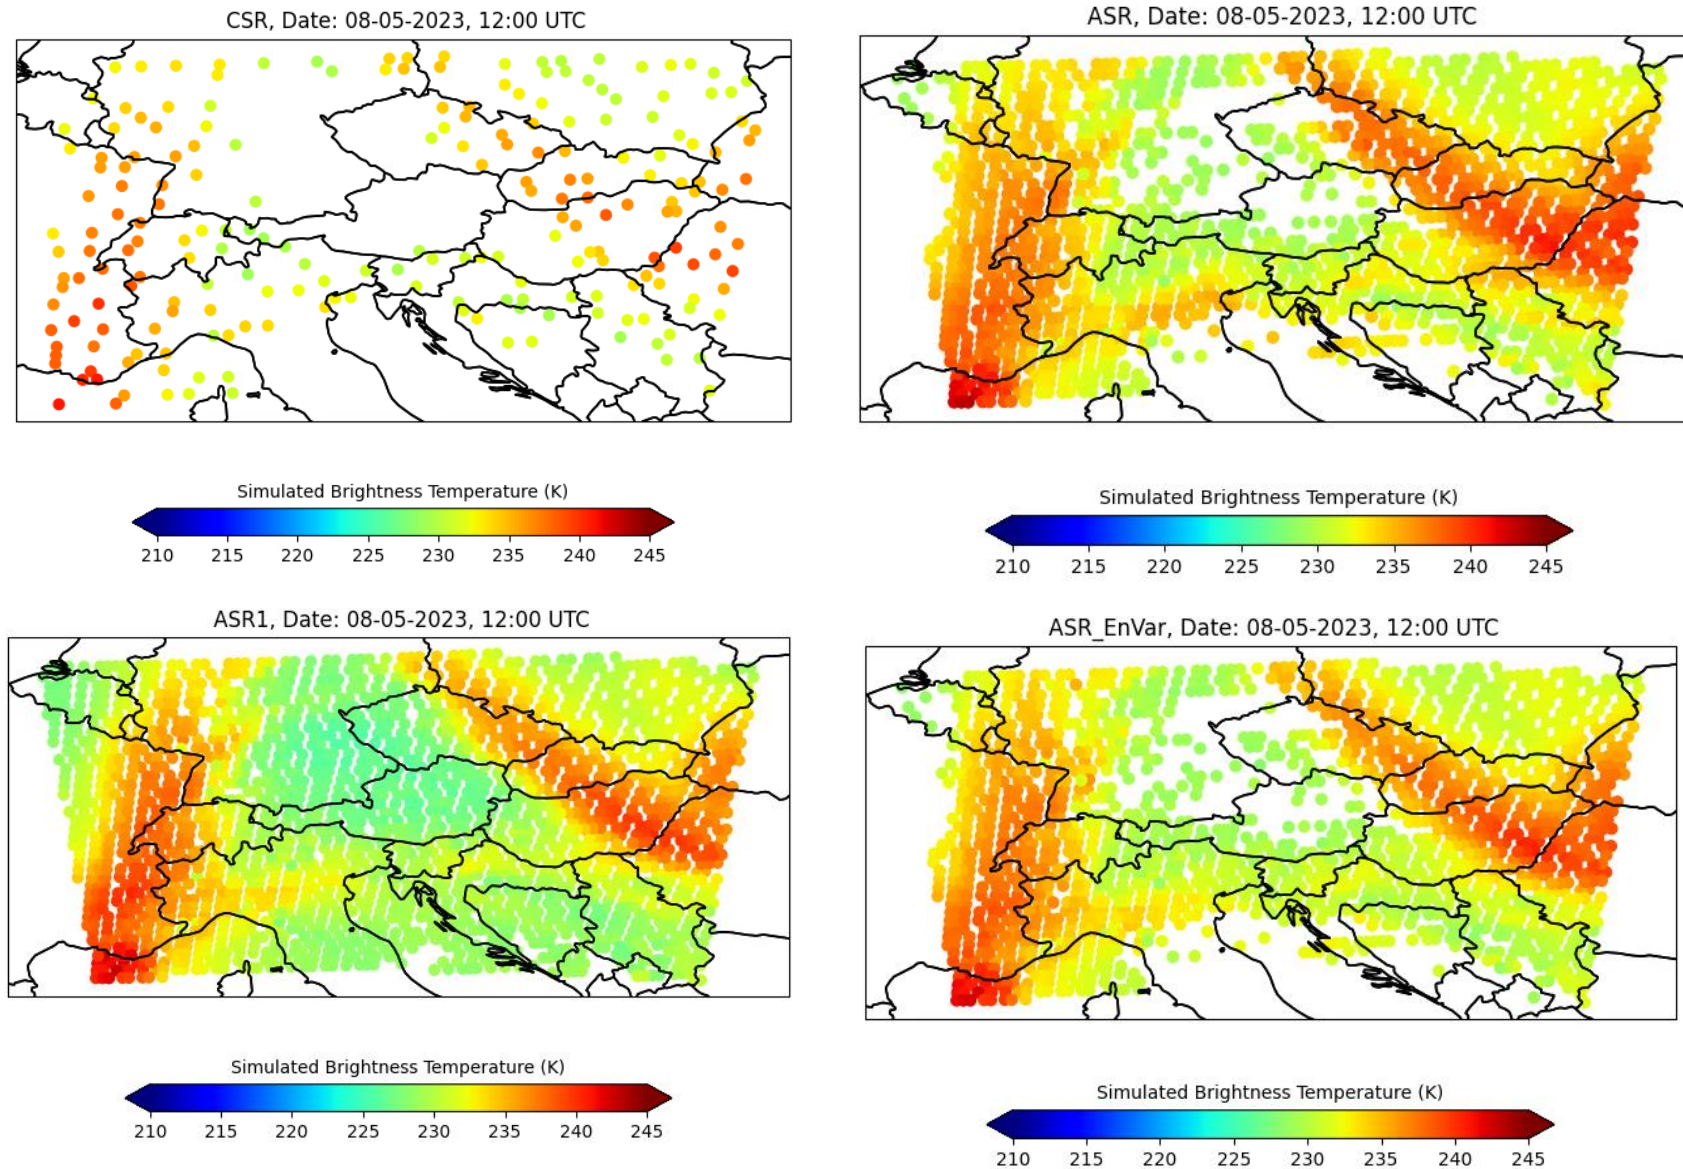 CSR, Date: 08-05-2023, 12:00 UTC
Simulated Brightness Temperature (K)
210 215 220 225 230 235 240 245
ASR, Date: 08-05-2023, 12:00 UTC
Simulated Brightness Temperature (K)
210 215 220 225 230 235 240 245
ASR1, Date: 08-05-2023, 12:00 UTC
Simulated Brightness Temperature (K)
210 215 220 225 230 235 240 245
ASR_EnVar, Date: 08-05-2023, 12:00 UTC
Simulated Brightness Temperature (K)
210 215 220 225 230 235 240 245